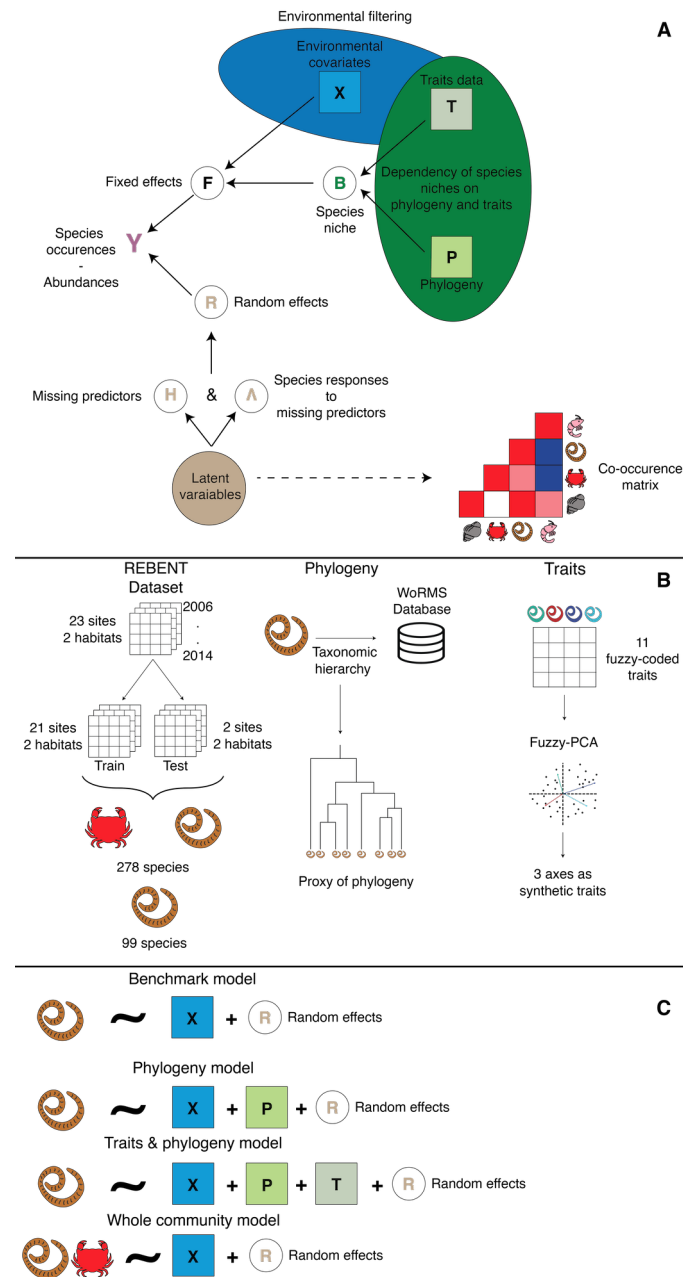 Environmental filtering
A
Environmental
covariates
X
Traits data
T
Fixed effects
F
B
Dependency of species
niches on
phylogeny and traits
Species
niche
Species
occurences
-
Abundances
Y
P
Phylogeny
R
Random effects
Missing predictors
H
&
Λ
Species responses
to
missing predictors
Latent
varaiables
Co-occurence
matrix
REBENT
Dataset
Phylogeny
Traits
B
23 sites
2 habitats
2006
.
.
2014
WoRMS
Database
Taxonomic
hierarchy
11
fuzzy-coded
traits
21 sites
2 habitats
Train
Test
2 sites
2 habitats
Fuzzy-PCA
278 species
Proxy of phylogeny
3 axes as
synthetic traits
99 species
Benchmark model
C
~ X + R Random effects
Phylogeny model
~ X + P + R Random effects
Traits & phylogeny model
~ X + P + T + R Random effects
Whole community model
~ X + R Random effects